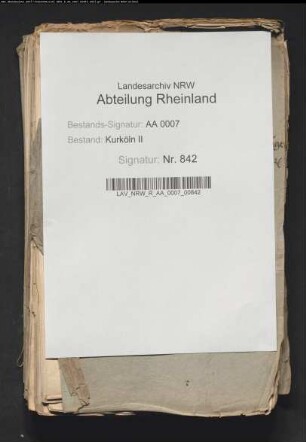 Landesarchiv NRW
Abteilung Rheinland
Bestands-Signatur: AA 0007
Bestand: Kurköln II
Signatur: Nr. 842
LAV_NRW_R_AA_0007_00842